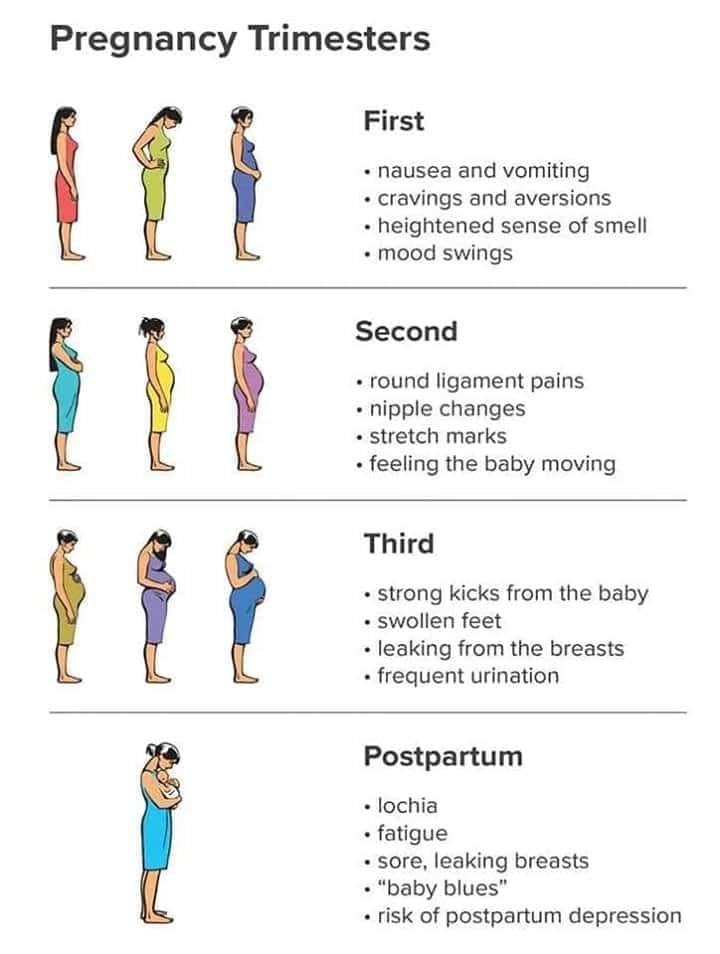 Pregnancy Trimesters
First
• nausea and vomiting
• cravings and aversions
• heightened sense of smell
• mood swings
Second
• round ligament pains
• nipple changes
• stretch marks
• feeling the baby moving
Third
• strong kicks from the baby
• swollen feet
• leaking from the breasts
• frequent urination
Postpartum
• lochia
• fatigue
• sore, leaking breasts
• “baby blues”
• risk of postpartum depression